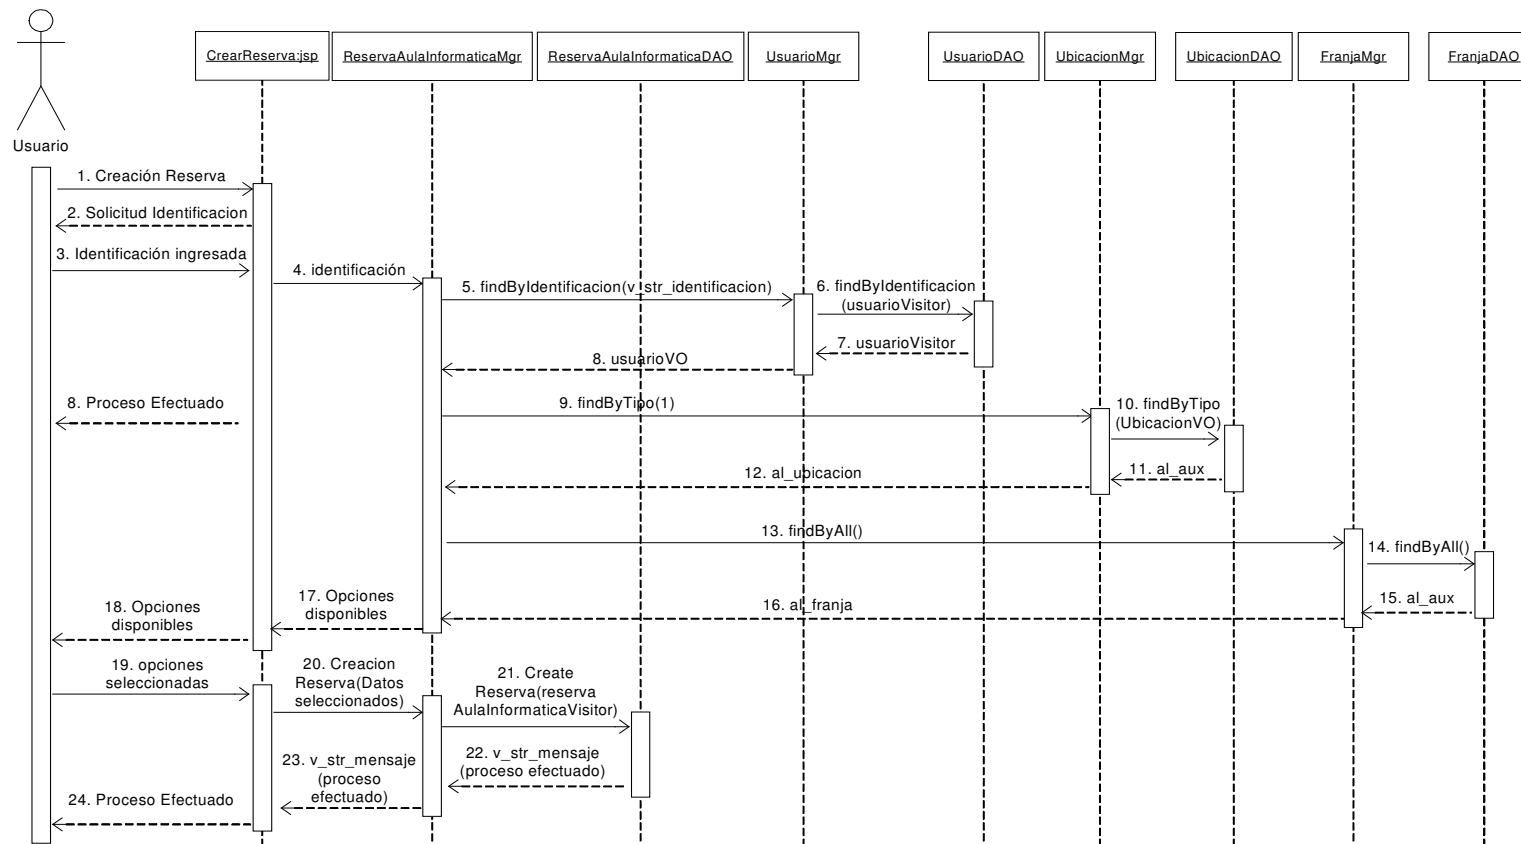 CrearReserva:jsp
ReservaAulaInformaticaMgr
ReservaAulaInformaticaDAO
UsuarioMgr
UsuarioDAO
UbicacionMgr
UbicacionDAO
FranjaMgr
FranjaDAO
Usuario
1. Creación Reserva
2. Solicitud Identificacion
3. Identificación ingresada
4. identificación
5. findByIdentificacion(v_str_identificacion)
6. findByIdentificacion
(usuarioVisitor)
7. usuarioVisitor
8. usuarioVO
8. Proceso Efectuado
9. findByTipo(1)
10. findByTipo
(UbicacionVO)
11. al_aux
12. al_ubicacion
13. findByAll()
14. findByAll()
15. al_aux
16. al_franja
17. Opciones
disponibles
18. Opciones
disponibles
19. opciones
seleccionadas
20. Creacion
Reserva(Datos
seleccionados)
21. Create
Reserva(reserva
AulaInformaticaVisitor)
22. v_str_mensaje
(proceso efectuado)
23. v_str_mensaje
(proceso
efectuado)
24. Proceso Efectuado